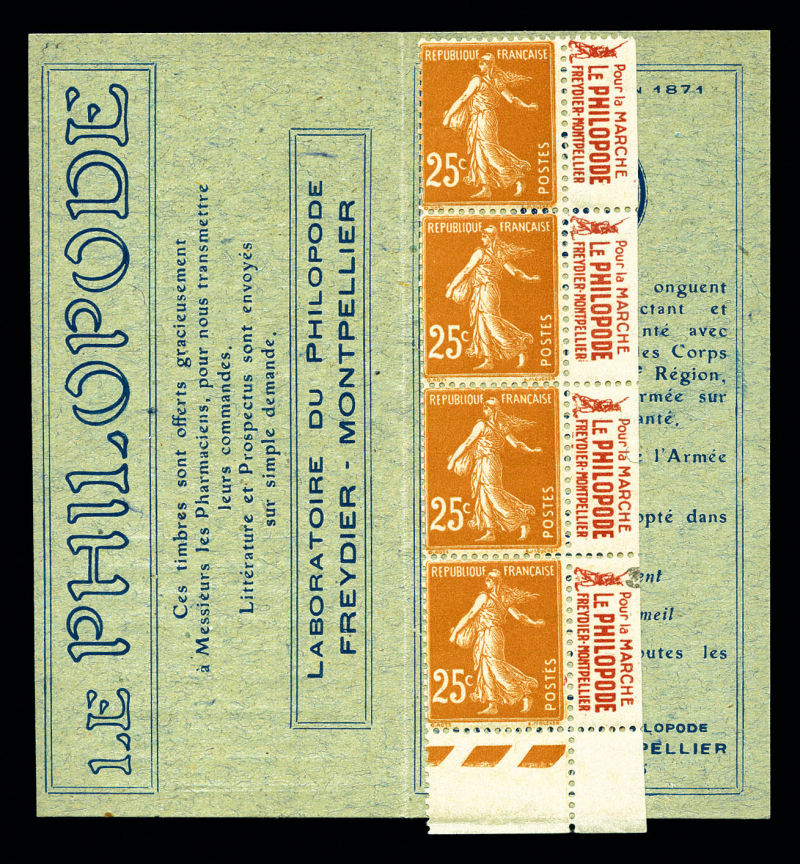 LE PHILOPODE
Ces timbres sont offerts gracieusement
à Messieurs les Pharmaciens, pour nous transmettre
leurs commandes.
Littérature et Prospectus sont envoyés
sur simple demande.
LABORATOIRE DU PHILOPODE
FREYDIER - MONTPELLIER
REPUBLIQUE FRANÇAISE
25c
POSTES
Pour la MARCHE
LE PHILOPODE
FREYDIER-MONTPELLIER
REPUBLIQUE FRANÇAISE
25c
POSTES
Pour la MARCHE
LE PHILOPODE
FREYDIER-MONTPELLIER
REPUBLIQUE FRANÇAISE
25c
POSTES
Pour la MARCHE
LE PHILOPODE
FREYDIER-MONTPELLIER
REPUBLIQUE FRANÇAISE
25c
POSTES
Pour la MARCHE
LE PHILOPODE
FREYDIER-MONTPELLIER
N 1871
onguent
ctant et
nté avec
es Corps
Région,
rmée sur
anté.
e l'Armée
opté dans
ent
meil
outes les
LOPODE
PELLIER